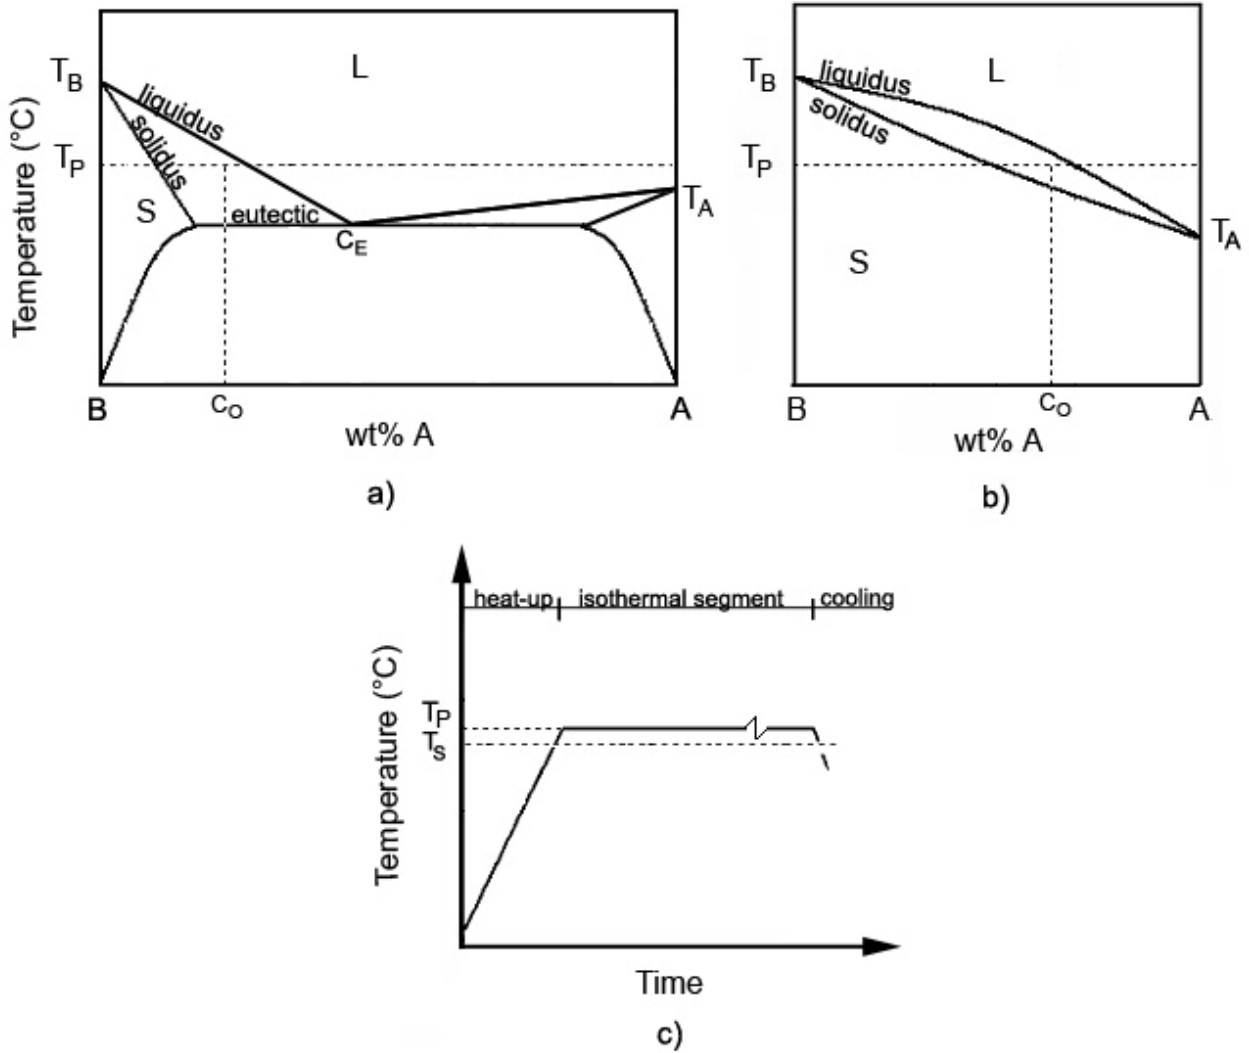 Temperature (°C)
T_B
L
liquidus
solidus
T_P
S
eutectic
C_E
T_A
B
C_O
A
wt% A
a)
T_B
liquidus
L
solidus
T_P
S
T_A
B
C_O
A
wt% A
b)
heat-up
isothermal segment
cooling
Temperature (°C)
T_P
T_S
Time
c)